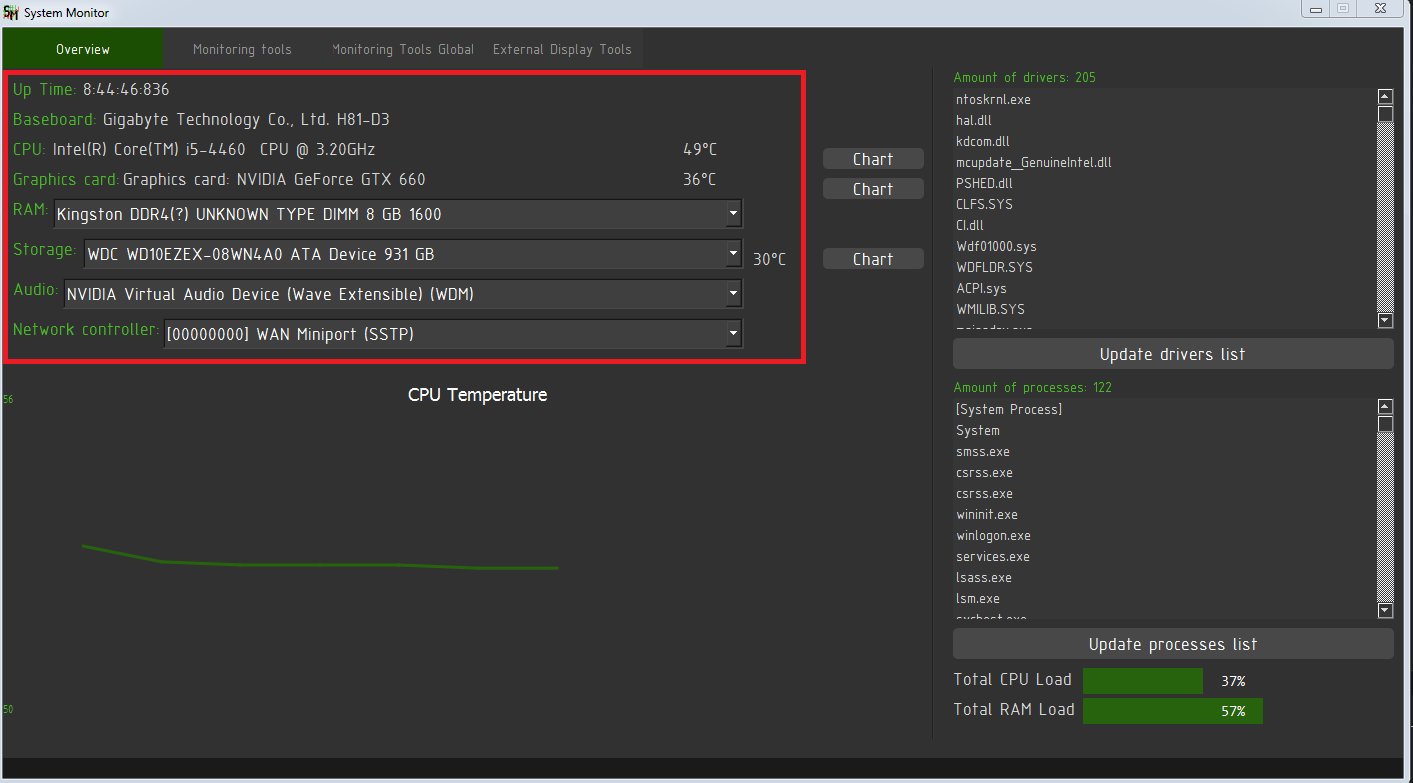 SM System Monitor
Overview Monitoring tools Monitoring Tools Global External Display Tools
Up Time: 8:44:46:836
Baseboard: Gigabyte Technology Co., Ltd. H81-D3
CPU: Intel(R) Core(TM) i5-4460 CPU @ 3.20GHz 49°C Chart
Graphics card: Graphics card: NVIDIA GeForce GTX 660 36°C Chart
RAM: Kingston DDR4(?) UNKNOWN TYPE DIMM 8 GB 1600
Storage: WDC WD10EZEX-08WN4A0 ATA Device 931 GB 30°C Chart
Audio: NVIDIA Virtual Audio Device (Wave Extensible) (WDM)
Network controller: [00000000] WAN Miniport (SSTP)
CPU Temperature
56
50
Amount of drivers: 205
ntoskrnl.exe
hal.dll
kdcom.dll
mcupdate_GenuineIntel.dll
PSHED.dll
CLFS.SYS
CI.dll
Wdf01000.sys
WDFLDR.SYS
ACPI.sys
WMILIB.SYS
Update drivers list
Amount of processes: 122
[System Process]
System
smss.exe
csrss.exe
csrss.exe
wininit.exe
winlogon.exe
services.exe
lsass.exe
lsm.exe
Update processes list
Total CPU Load 37%
Total RAM Load 57%